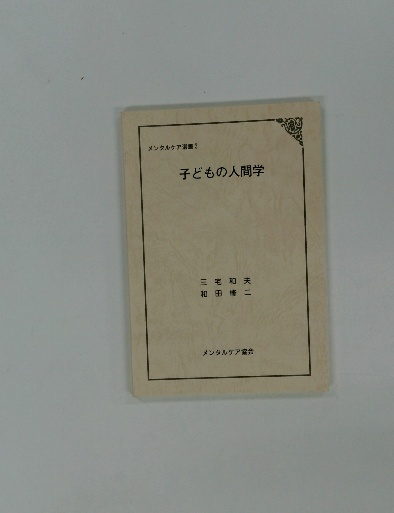 メンタルケア選書2
子どもの人間学
三宅和夫
和田修二
メンタルケア協会